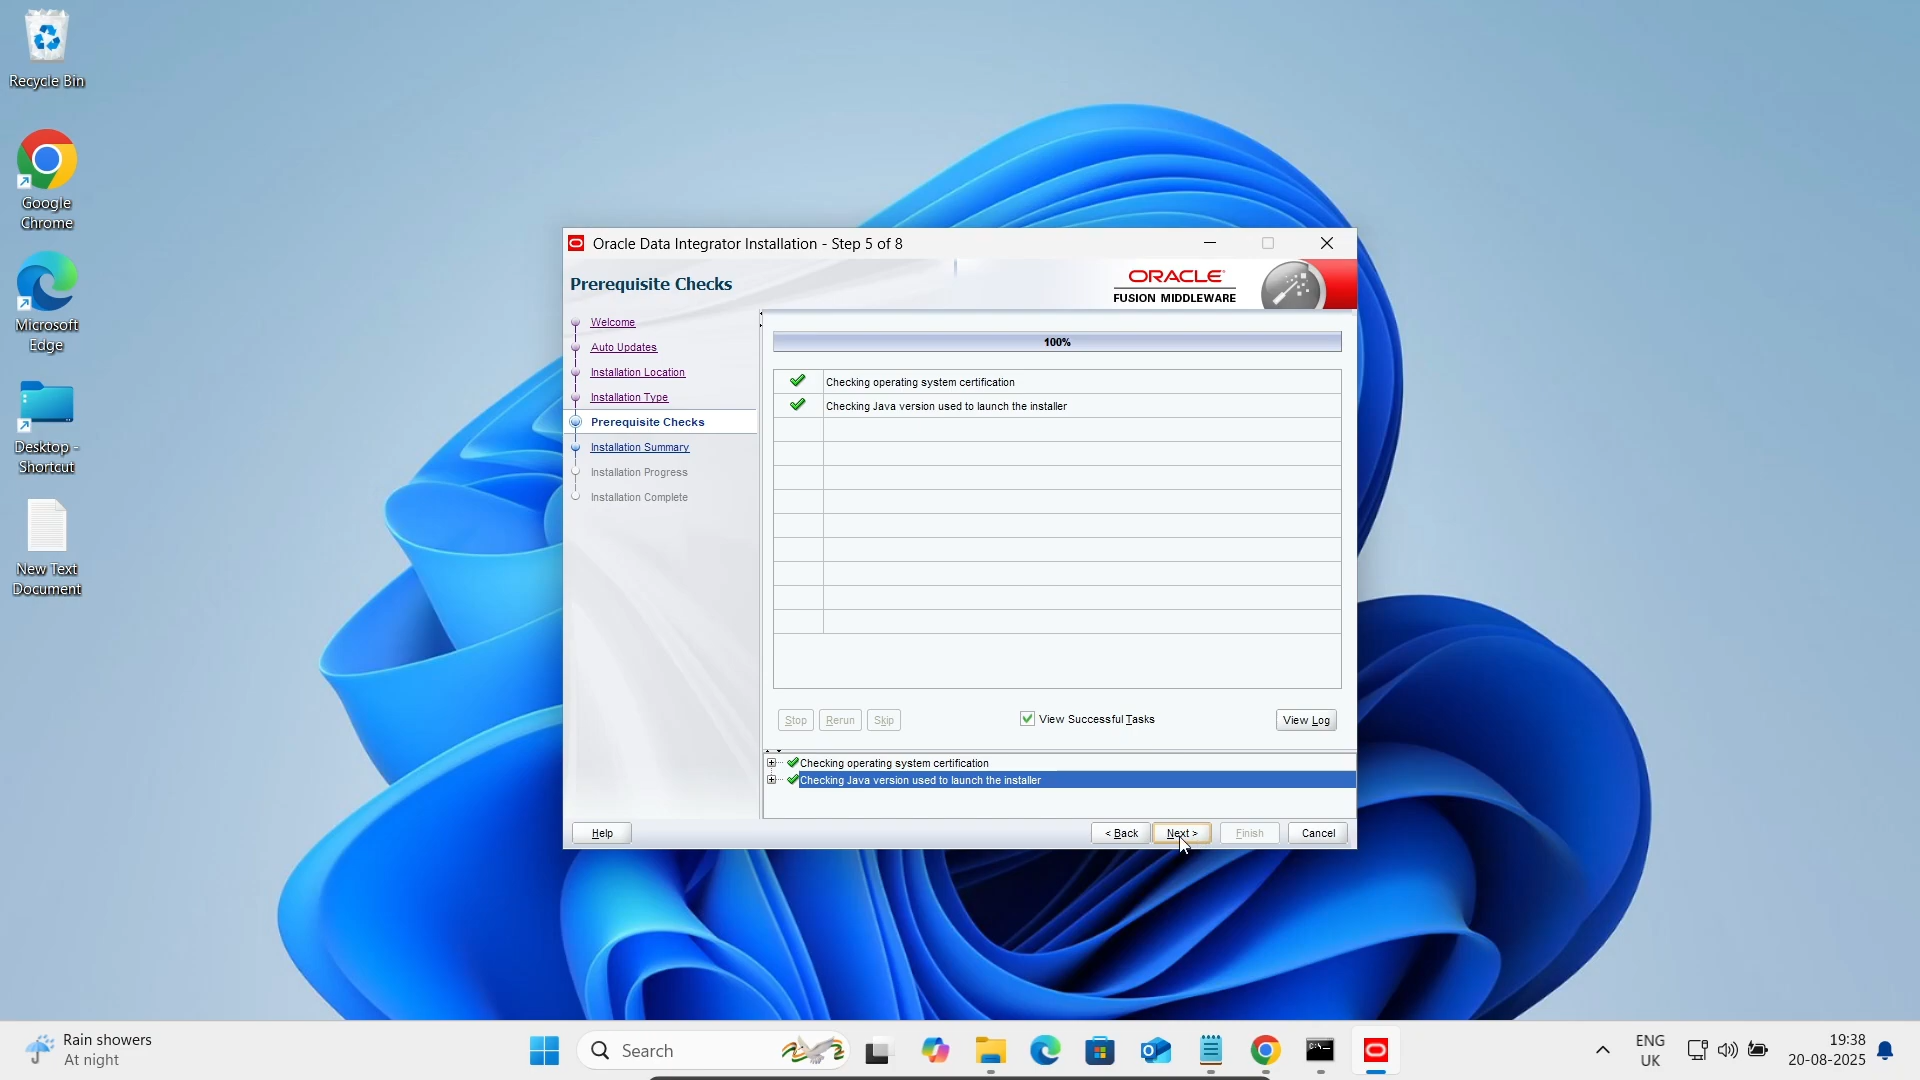 Recycle Bin
Google
Chrome
Microsoft
Edge
Desktop -
Shortcut
New Text
Document
Oracle Data Integrator Installation - Step 5 of 8
Prerequisite Checks
ORACLE
FUSION MIDDLEWARE
Welcome
Auto Updates
Installation Location
Installation Type
Prerequisite Checks
Installation Summary
Installation Progress
Installation Complete
100%
Checking operating system certification
Checking Java version used to launch the installer
Stop
Rerun
Skip
View Successful Tasks
View Log
Checking operating system certification
Checking Java version used to launch the installer
Help
< Back
Next >
Finish
Cancel
Rain showers
At night
Search
ENG
UK
19:38
20-08-2025